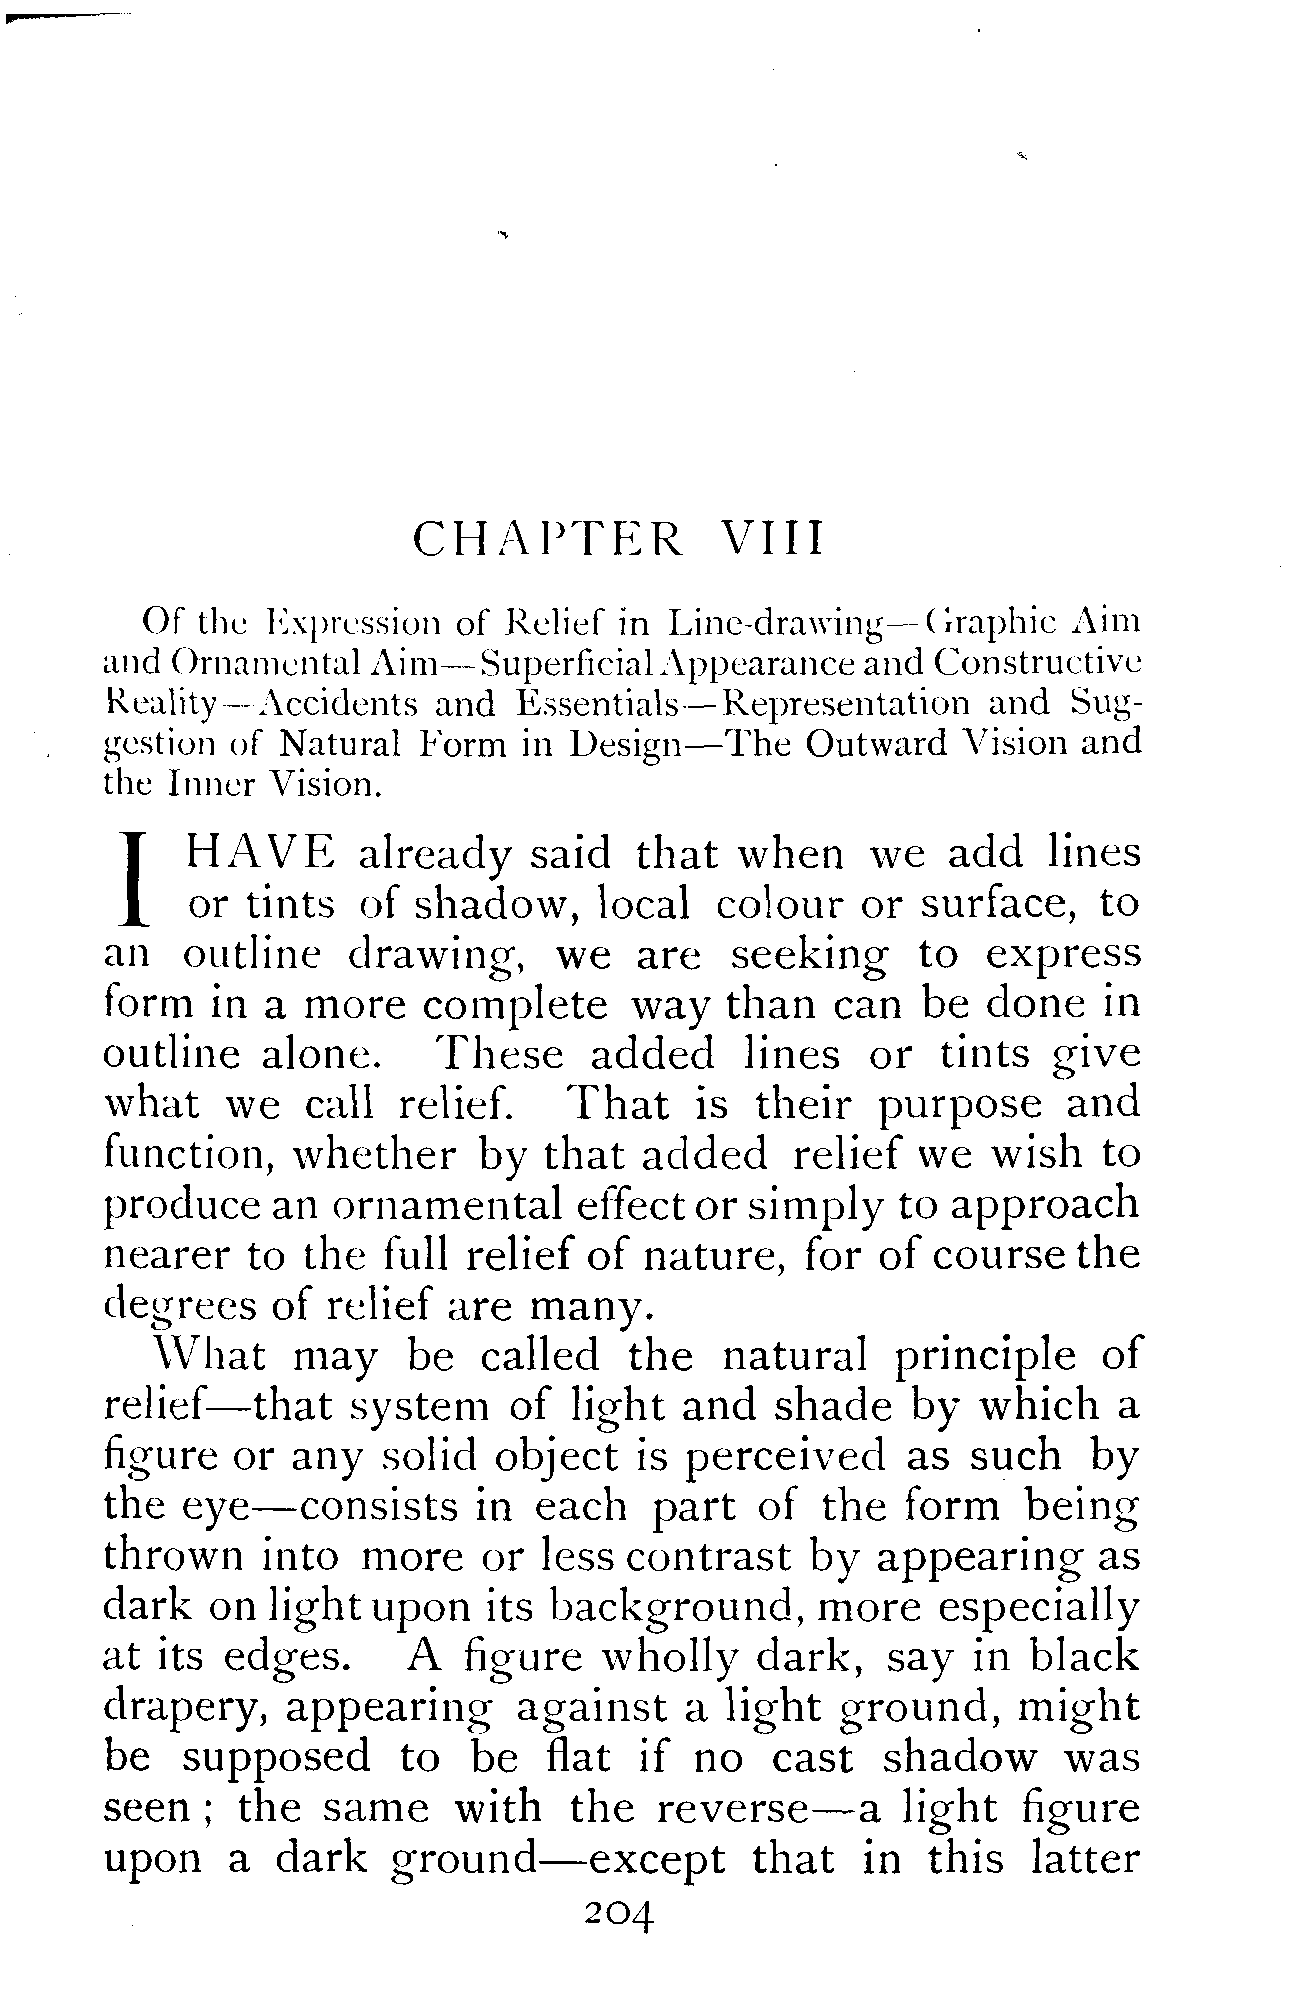 CHAPTER VIII
Of the Expression of Relief in Line-drawing—Graphic Aim
and Ornamental Aim—Superficial Appearance and Constructive
Reality—Accidents and Essentials—Representation and Sug-
gestion of Natural Form in Design—The Outward Vision and
the Inner Vision.
I HAVE already said that when we add lines
or tints of shadow, local colour or surface, to
an outline drawing, we are seeking to express
form in a more complete way than can be done in
outline alone. These added lines or tints give
what we call relief. That is their purpose and
function, whether by that added relief we wish to
produce an ornamental effect or simply to approach
nearer to the full relief of nature, for of course the
degrees of relief are many.
What may be called the natural principle of
relief—that system of light and shade by which a
figure or any solid object is perceived as such by
the eye—consists in each part of the form being
thrown into more or less contrast by appearing as
dark on light upon its background, more especially
at its edges. A figure wholly dark, say in black
drapery, appearing against a light ground, might
be supposed to be flat if no cast shadow was
seen ; the same with the reverse—a light figure
upon a dark ground—except that in this latter
204